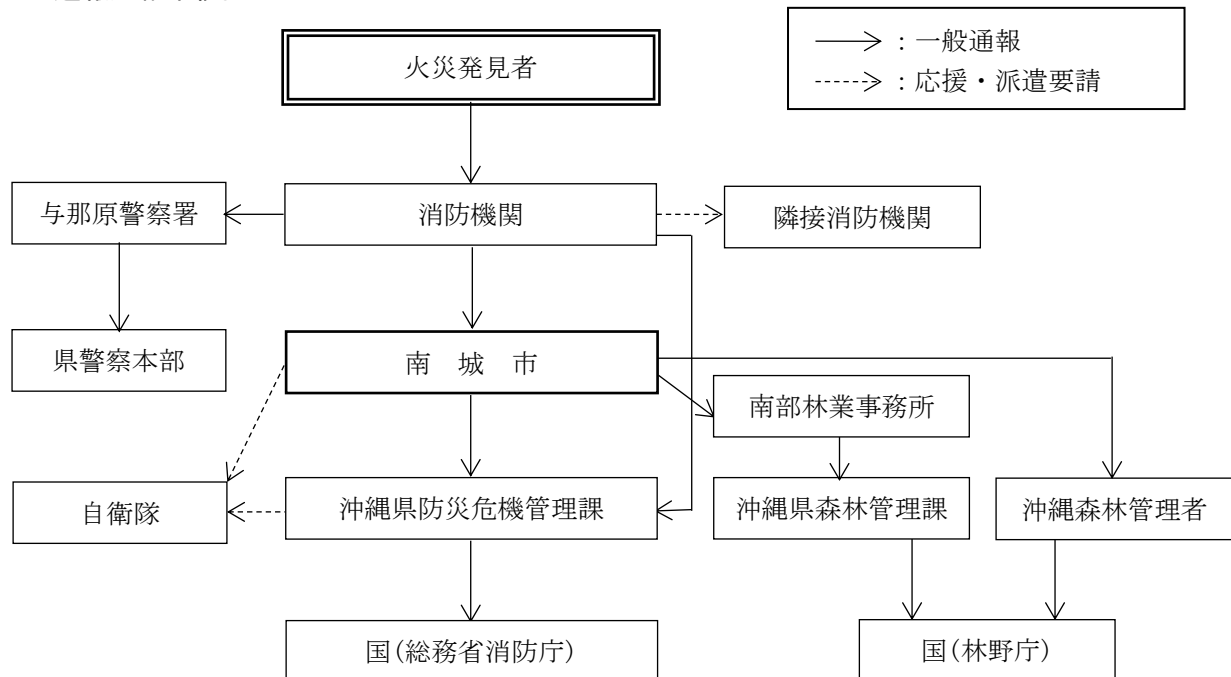 火災発見者
：一般通報
：応援・派遣要請
与那原警察署
消防機関
隣接消防機関
県警察本部
南 城 市
南部林業事務所
自衛隊
沖縄県防災危機管理課
沖縄県森林管理課
沖縄森林管理者
国(総務省消防庁)
国(林野庁)